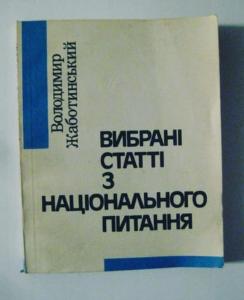 Володимир
Жаботинський
ВИБРАНІ
СТАТТІ
З
НАЦІОНАЛЬНОГО
ПИТАННЯ